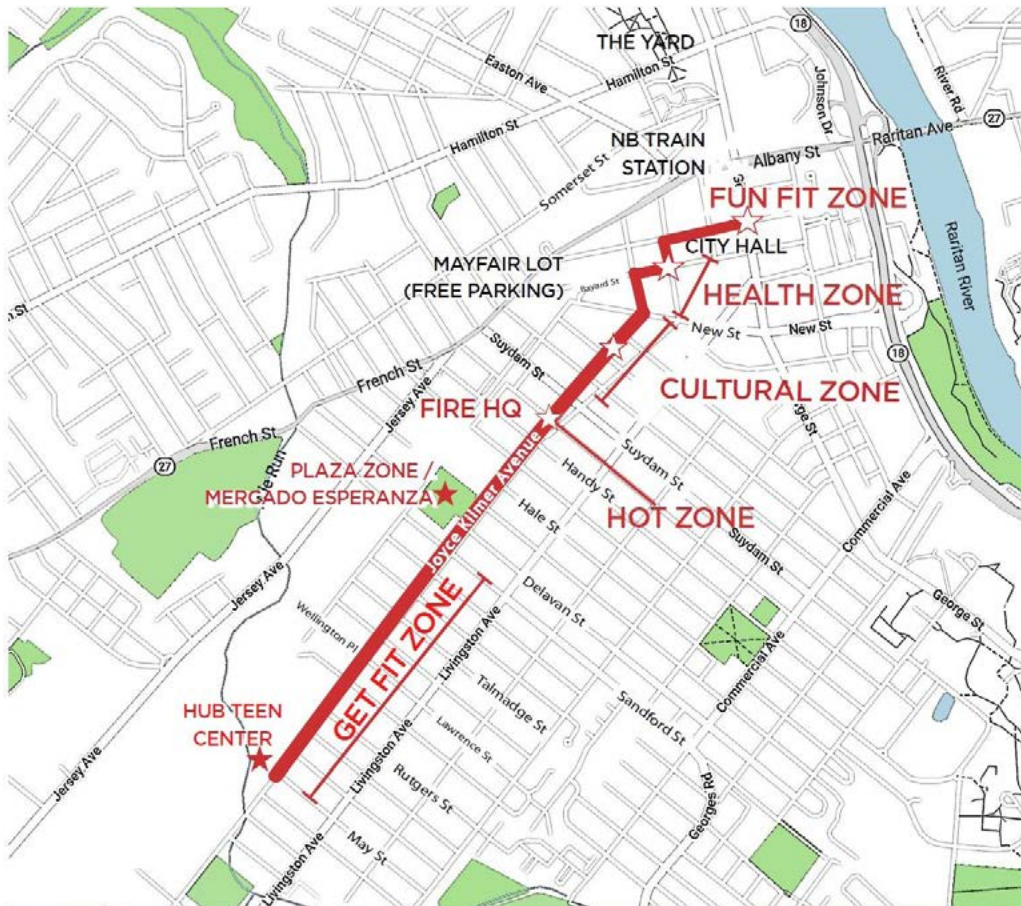 THE YARD
18
Easton Ave
Hamilton St
Johnson Dr
River Rd
27
Raritan Ave
Hamilton St
NB TRAIN
STATION
Albany St
Somerset St
FUN FIT ZONE
CITY HALL
Raritan River
MAYFAIR LOT
(FREE PARKING)
Bayard St
HEALTH ZONE
New St
New St
18
Suydam St
French St
Jersey Ave
CULTURAL ZONE
FIRE HQ
French St
27
Suydam St
Joyce Kilmer Avenue
PLAZA ZONE /
MERCADO ESPERANZA
Handy St
HOT ZONE
Hale St
Suydam St
Commercial Ave
Jersey Ave
Delavan St
George St
GET FIT ZONE
Wellington Pl
Livingston Ave
Commercial Ave
Talmadge St
Sandford St
HUB TEEN
CENTER
Lawrence St
Jersey Ave
Livingston Ave
Rutgers St
Georges Rd
May St
Livingston Ave